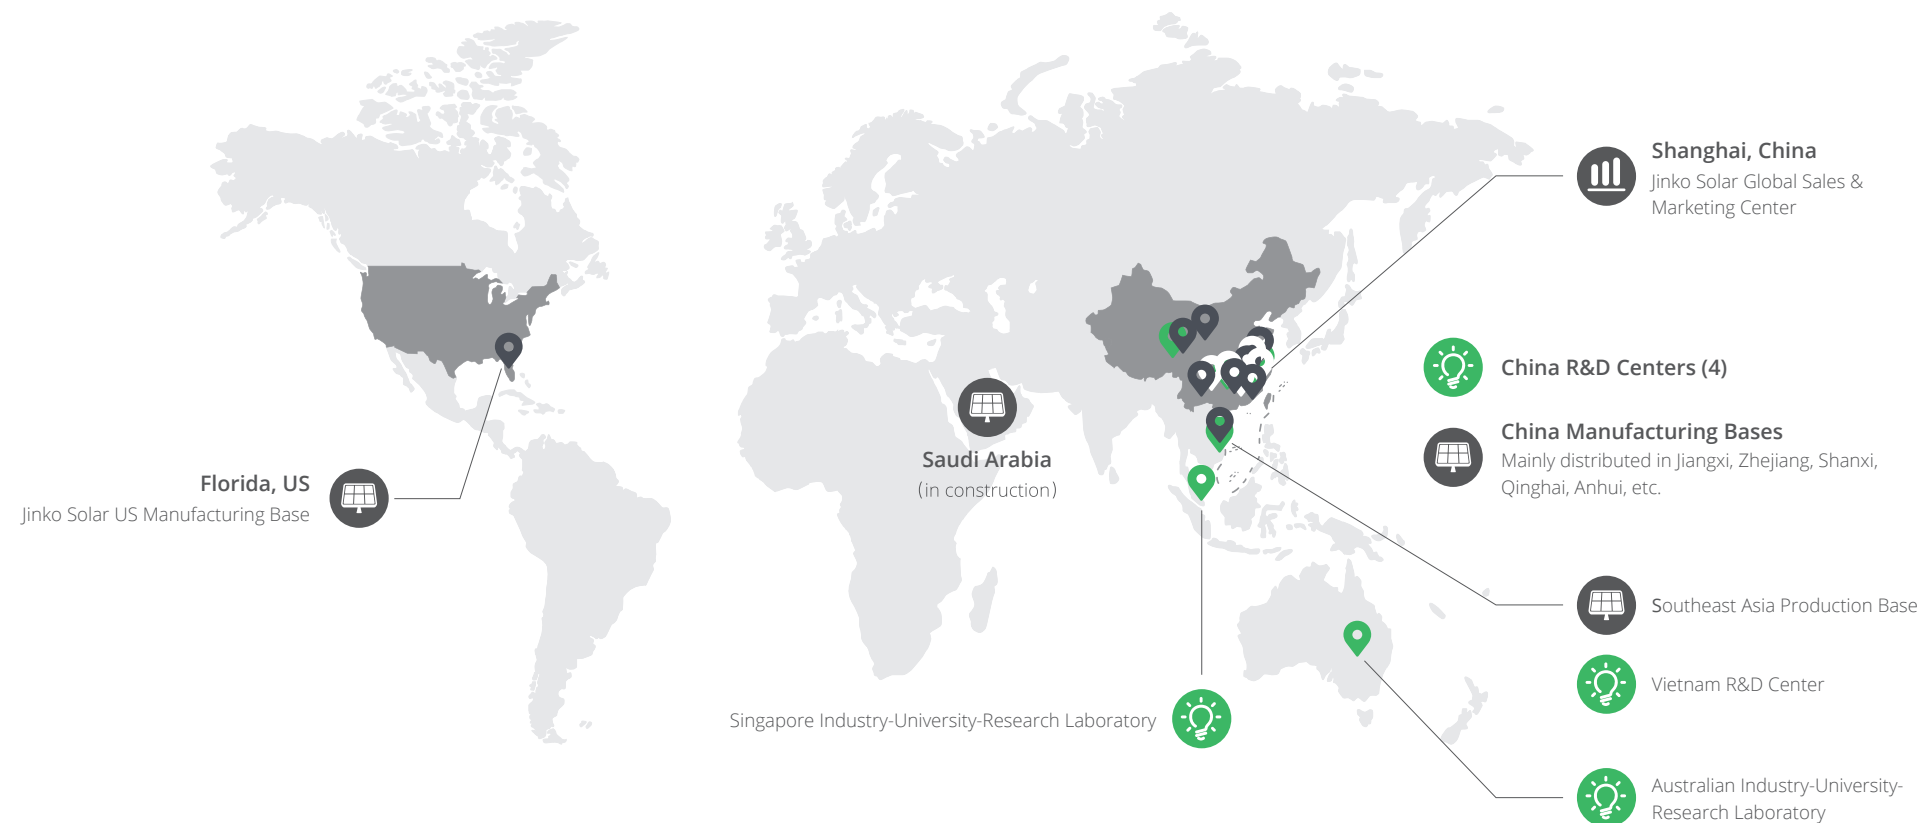 Shanghai, China
Jinko Solar Global Sales &
Marketing Center
China R&D Centers (4)
China Manufacturing Bases
Mainly distributed in Jiangxi, Zhejiang, Shanxi,
Qinghai, Anhui, etc.
Saudi Arabia
(in construction)
Florida, US
Jinko Solar US Manufacturing Base
Southeast Asia Production Base
Vietnam R&D Center
Singapore Industry-University-Research Laboratory
Australian Industry-University-
Research Laboratory